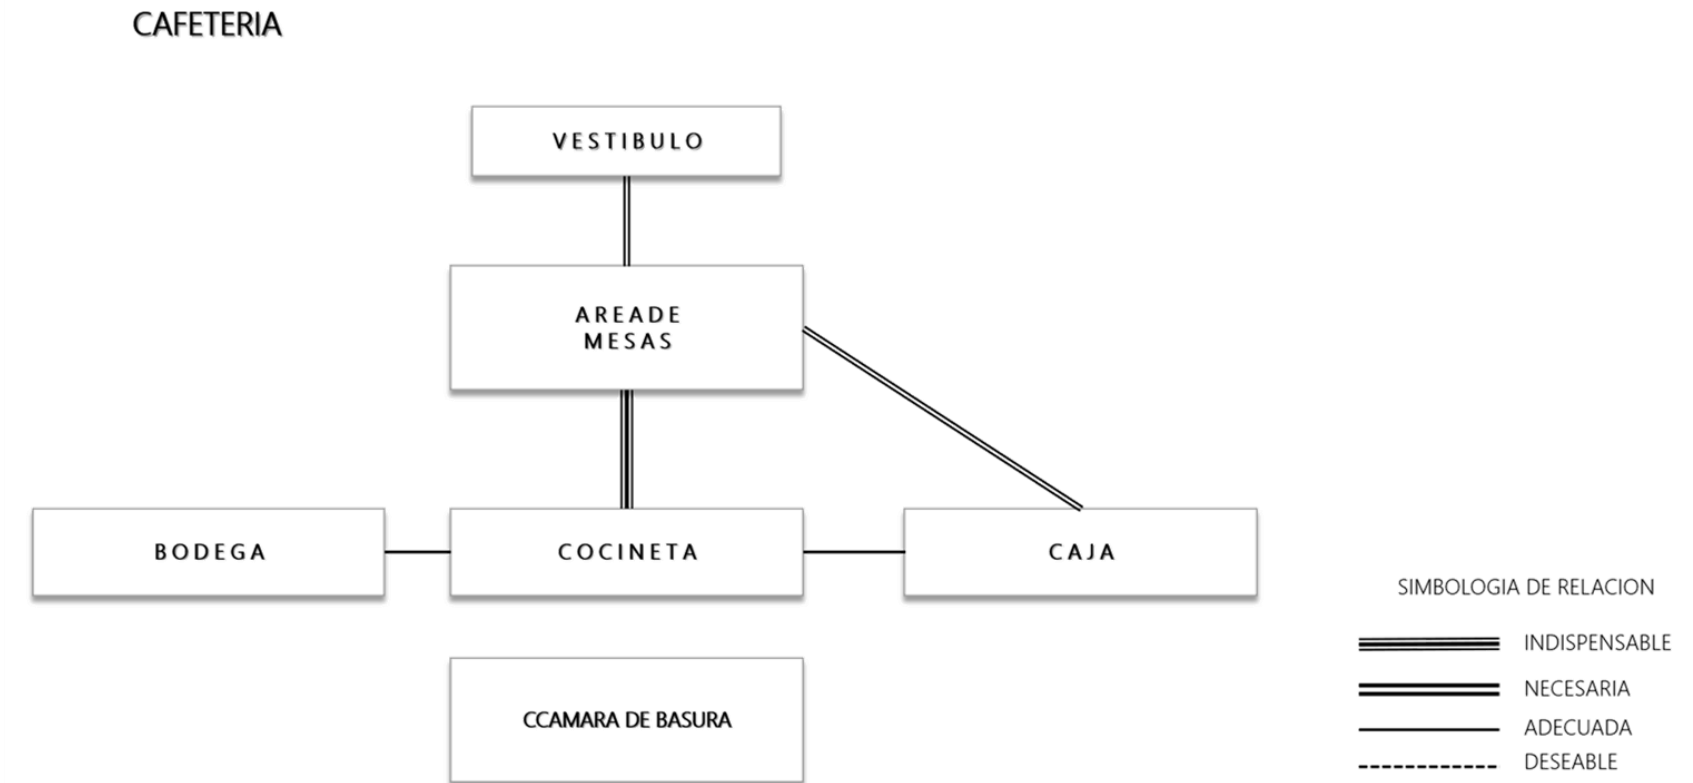 CAFETERIA
VESTIBULO
AREADE
MESAS
BODEGA
COCINETA
CAJA
CCAMARA DE BASURA
SIMBOLOGIA DE RELACION
INDISPENSABLE
NECESARIA
ADECUADA
DESEABLE